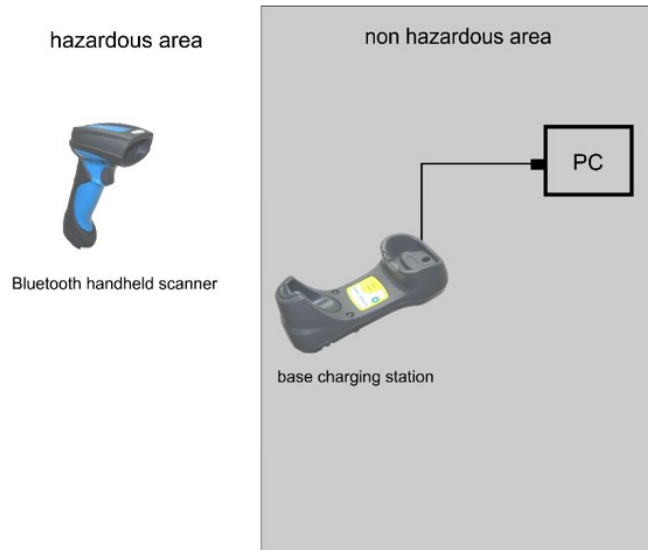 hazardous area
non hazardous area
PC
Bluetooth handheld scanner
base charging station